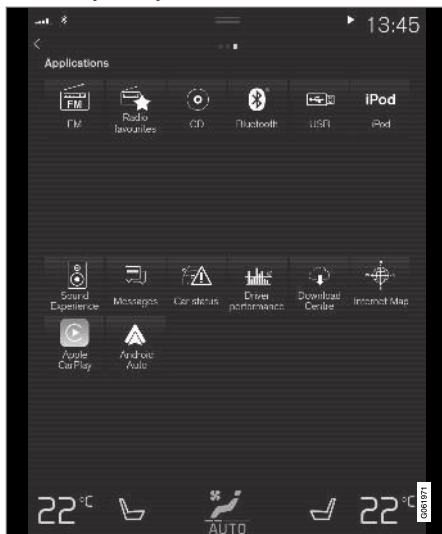 13:45
Applications
FM
iPod
FM
Radio
favourites
CD
Bluetooth
USB
iPod
Sound
Experience
Messages
Car status
Driver
performance
Download
Centre
Internet Map
Apple
CarPlay
Android
Auto
22°C
22°C
AUTO
G061971